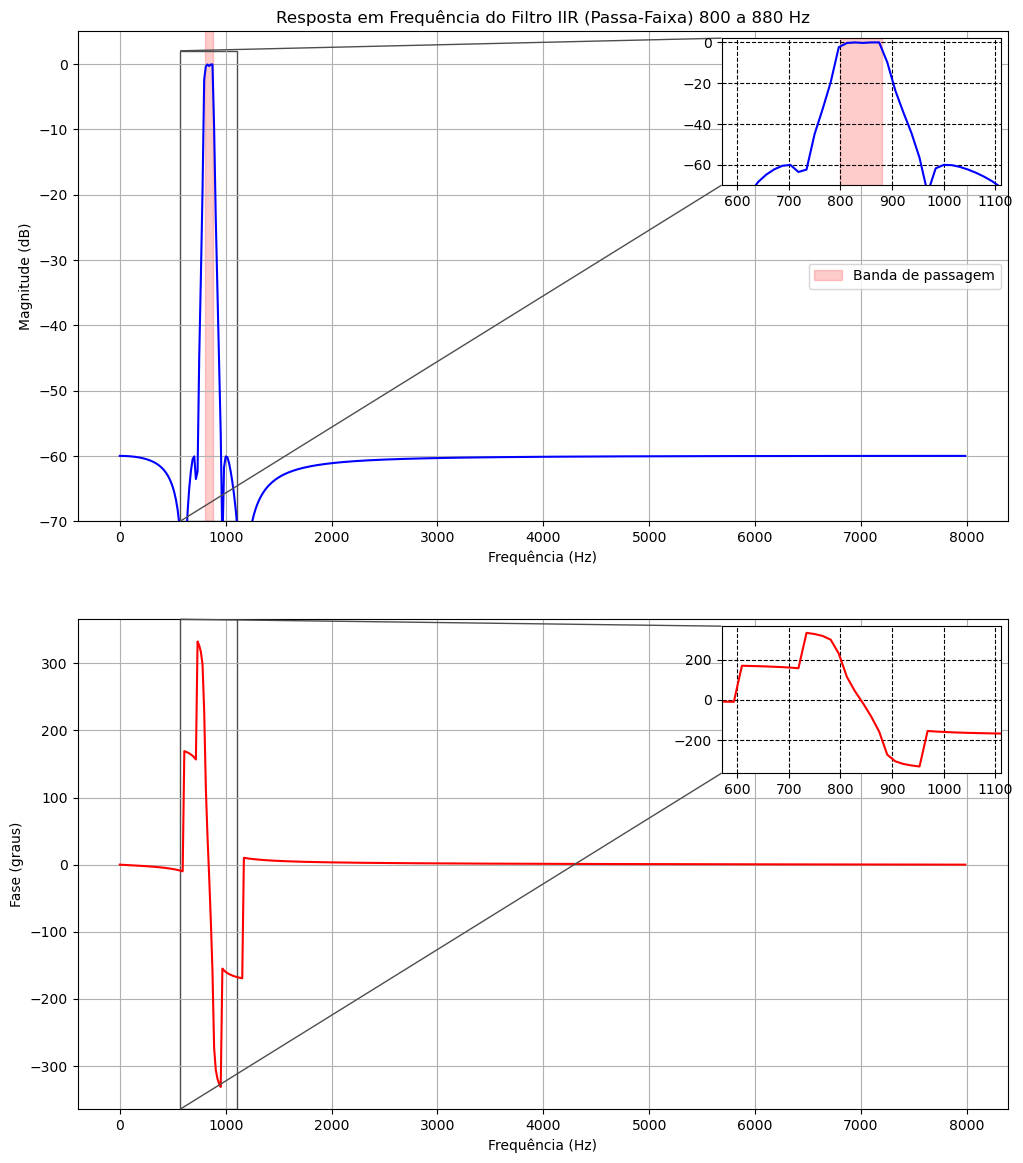 Resposta em Frequência do Filtro IIR (Passa-Faixa) 800 a 880 Hz
0
−10
−20
−30
−40
−50
−60
−70
Magnitude (dB)
0
−20
−40
−60
600 700 800 900 1000 1100
Banda de passagem
0 1000 2000 3000 4000 5000 6000 7000 8000
Frequência (Hz)
300
200
100
0
−100
−200
−300
Fase (graus)
200
0
−200
600 700 800 900 1000 1100
0 1000 2000 3000 4000 5000 6000 7000 8000
Frequência (Hz)